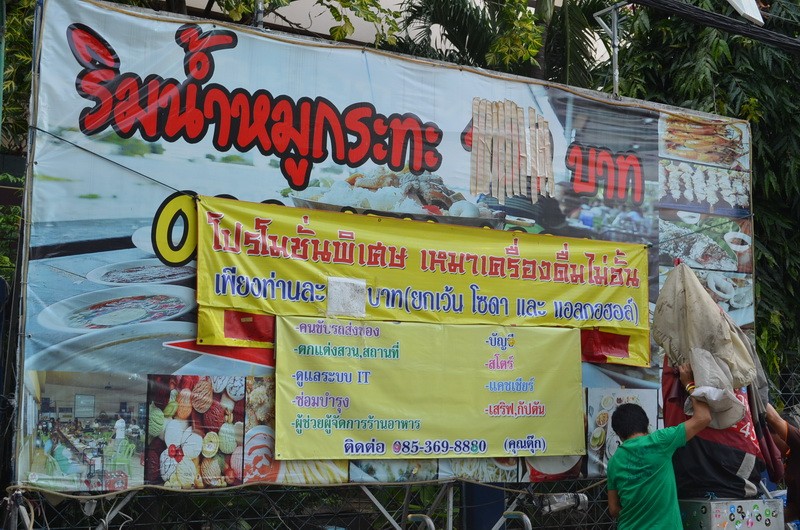 ริมน้ำหมูกระทะ บาท
0
โปรโมชั่นพิเศษ เหมาเครื่องดื่มไม่อั้น
เพียงท่านละ บาท(ยกเว้น โซดา และ แอลกอฮอล์)
-คนขับรถส่งของ
-ตกแต่งสวน,สถานที่
-ดูแลระบบ IT
-ซ่อมบำรุง
-ผู้ช่วยผู้จัดการร้านอาหาร
-บัญชี
-สโตร์
-แคชเชียร์
-เสริฟ,กัปตัน
ติดต่อ 085-369-8880 (คุณตุ๊ก)